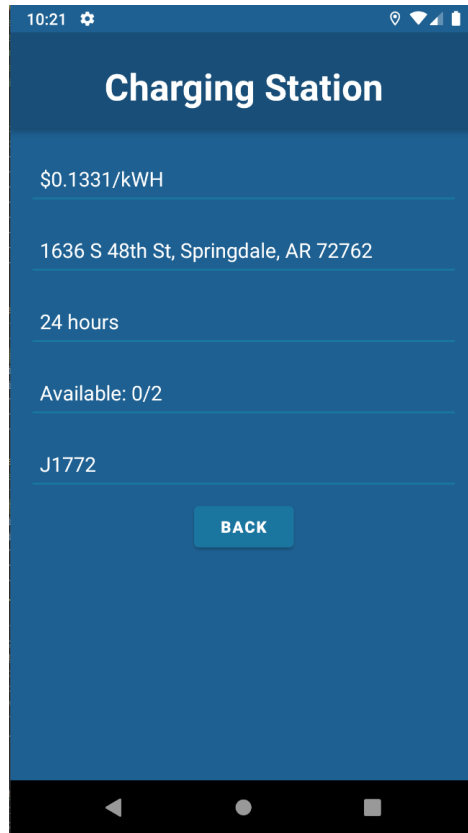 10:21
Charging Station
$0.1331/kWH
1636 S 48th St, Springdale, AR 72762
24 hours
Available: 0/2
J1772
BACK